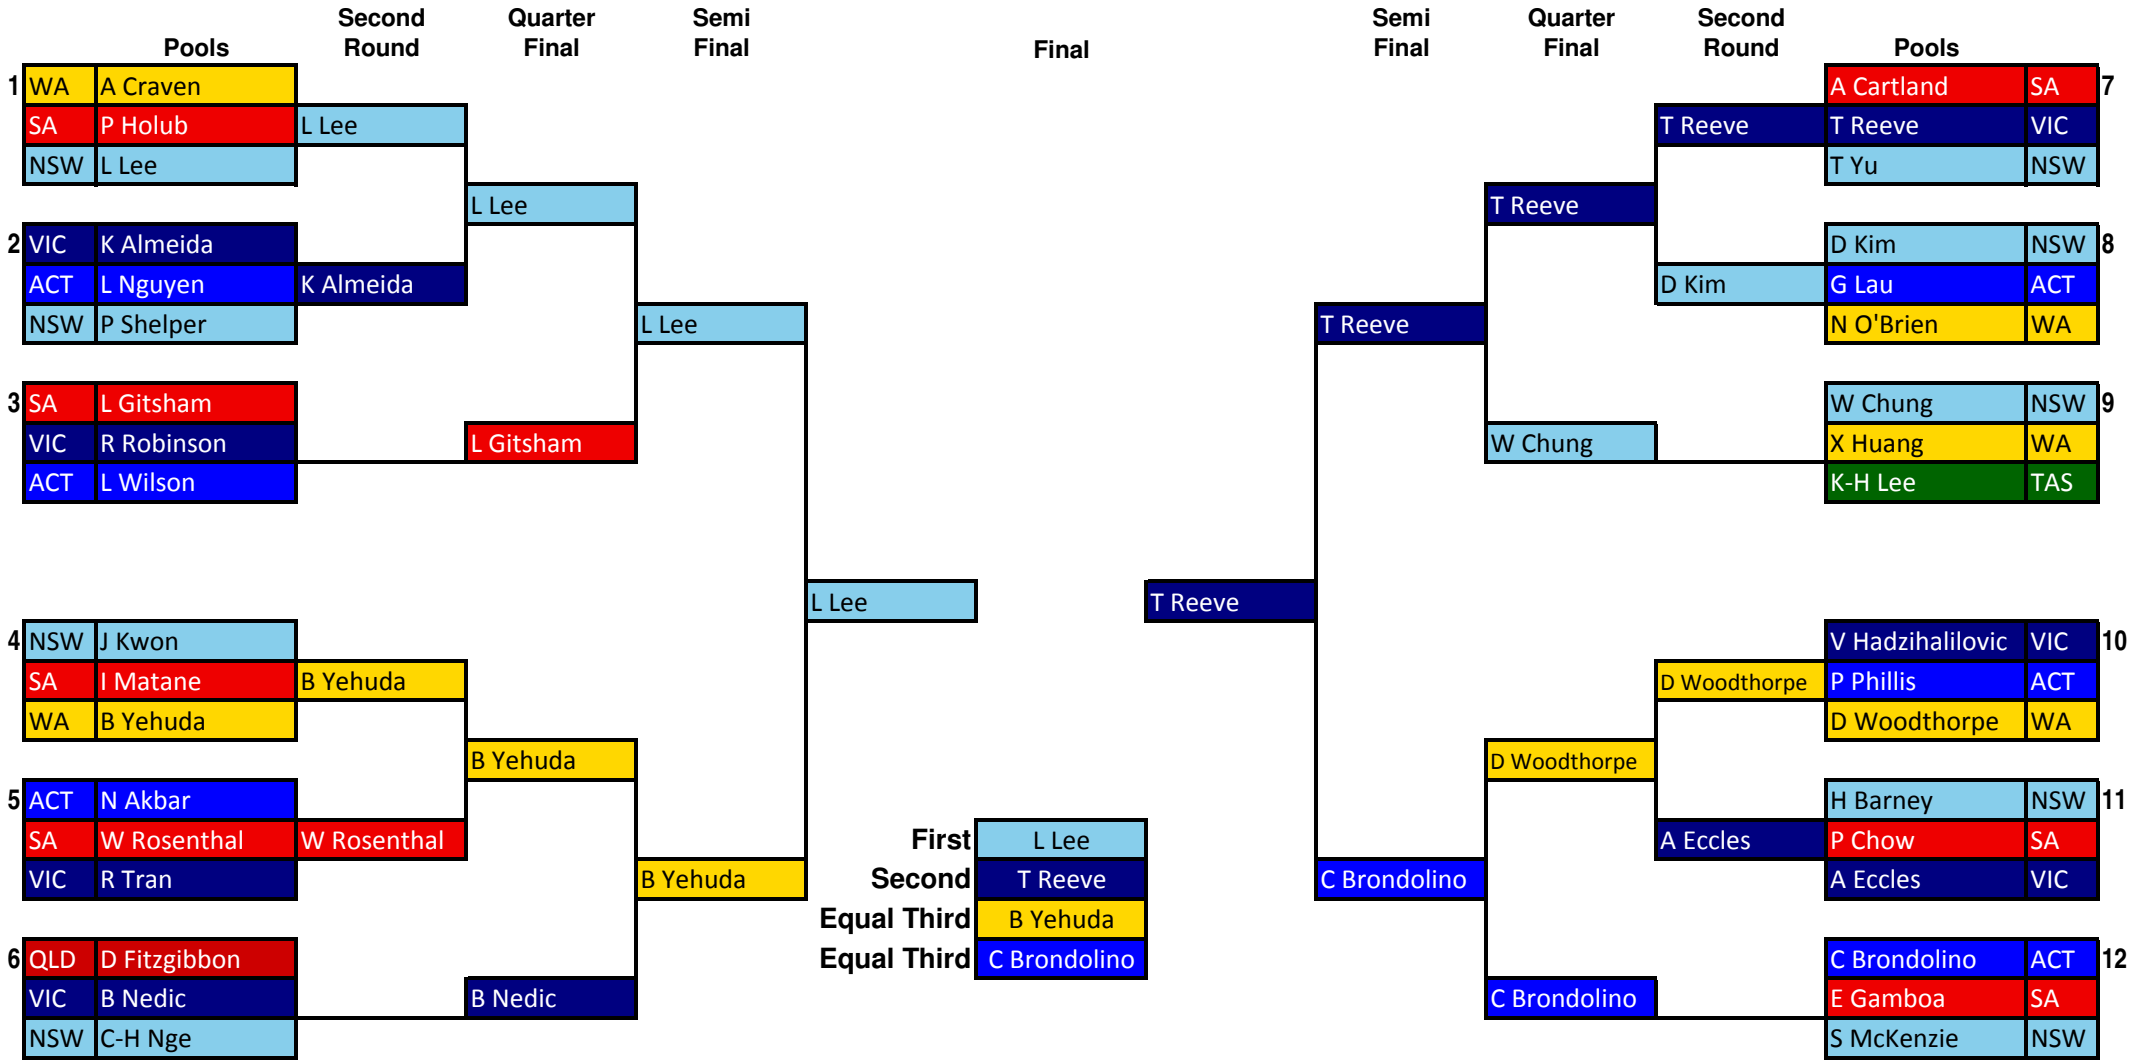 Second Quarter Semi Semi Quarter Second
Pools Round Final Final Final Final Final Round Pools
1 WA A Craven A Cartland SA 7
SA P Holub L Lee T Reeve T Reeve VIC
NSW L Lee T Yu NSW
L Lee T Reeve
2 VIC K Almeida D Kim NSW 8
ACT L Nguyen K Almeida D Kim G Lau ACT
NSW P Shelper L Lee T Reeve N O'Brien WA
3 SA L Gitsham W Chung NSW 9
VIC R Robinson L Gitsham W Chung X Huang WA
ACT L Wilson K-H Lee TAS
L Lee T Reeve
4 NSW J Kwon V Hadzihalilovic VIC 10
SA I Matane B Yehuda D Woodthorpe P Phillis ACT
WA B Yehuda D Woodthorpe WA
B Yehuda D Woodthorpe
5 ACT N Akbar H Barney NSW 11
SA W Rosenthal W Rosenthal First L Lee A Eccles P Chow SA
VIC R Tran B Yehuda Second T Reeve C Brondolino A Eccles VIC
Equal Third B Yehuda
6 QLD D Fitzgibbon Equal Third C Brondolino C Brondolino ACT 12
VIC B Nedic B Nedic C Brondolino E Gamboa SA
NSW C-H Nge S McKenzie NSW